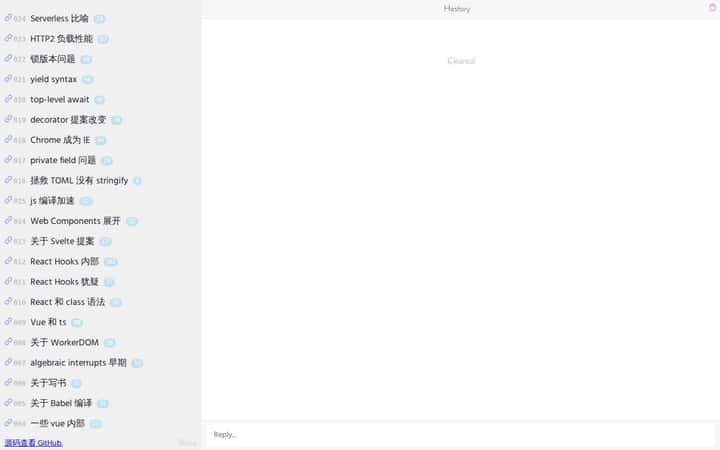 024 Serverless 比喻
023 HTTP2 负载性能
022 锁版本问题
021 yield syntax
020 top-level await
019 decorator 提案改变
018 Chrome 成为 IE
017 private field 问题
016 拯救 TOML 没有 stringify
015 js 编译加速
014 Web Components 展开
013 关于 Svelte 提案
012 React Hooks 内部
011 React Hooks 犹疑
010 React 和 class 语法
009 Vue 和 ts
008 关于 WorkerDOM
007 algebraic interrupts 早期
006 关于写书
005 关于 Babel 编译
004 一些 vue 内部
源码查看 GitHub.
History
Cleared
Reply..